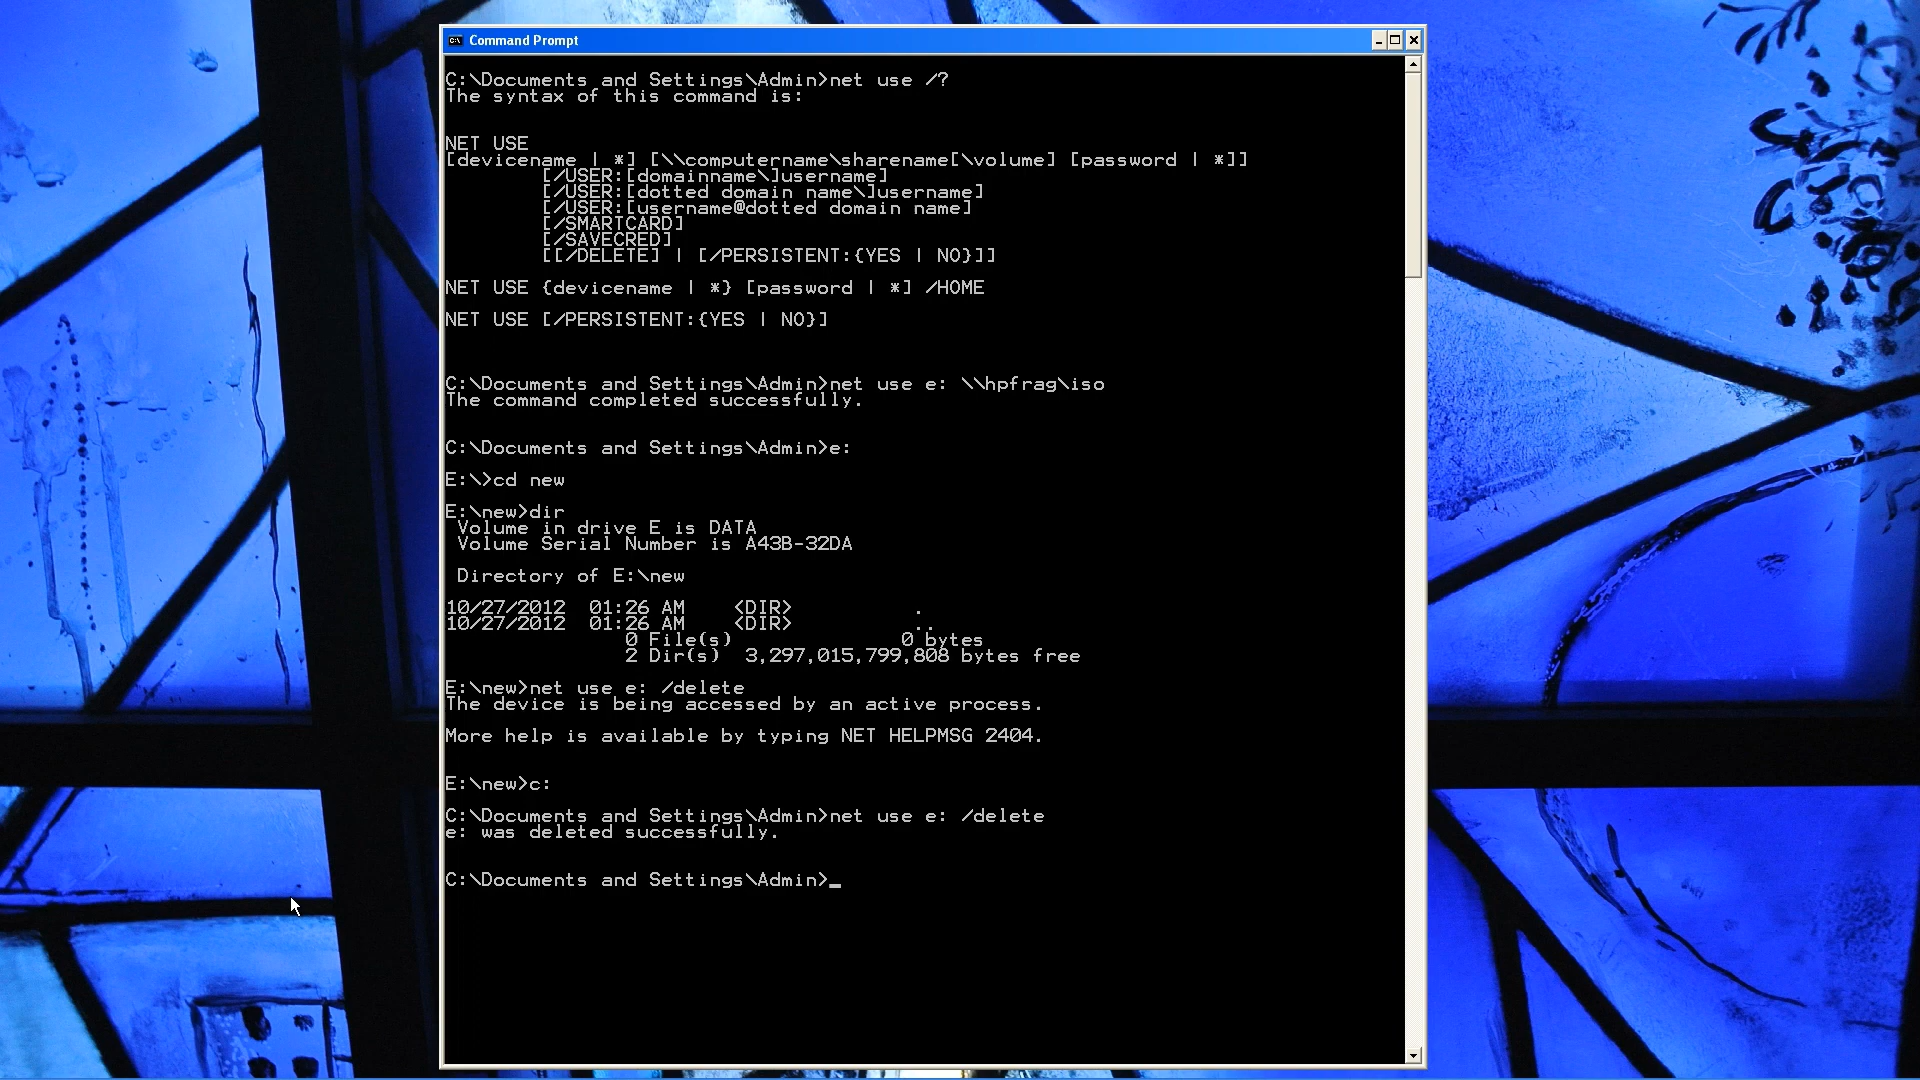 Command Prompt
C:\Documents and Settings\Admin>net use /?
The syntax of this command is:
NET USE
[devicename | *] [\\computername\sharename[\volume] [password | *]]
[/USER:[domainname\]username]
[/USER:[dotted domain name\]username]
[/USER:[username@dotted domain name]
[/SMARTCARD]
[/SAVECRED]
[[/DELETE] | [/PERSISTENT:{YES | NO}]]
NET USE {devicename | *} [password | *] /HOME
NET USE [/PERSISTENT:{YES | NO}]
C:\Documents and Settings\Admin>net use e: \\hpfrag\iso
The command completed successfully.
C:\Documents and Settings\Admin>e:
E:\>cd new
E:\new>dir
Volume in drive E is DATA
Volume Serial Number is A43B-32DA
Directory of E:\new
10/27/2012  01:26 AM    <DIR>          .
10/27/2012  01:26 AM    <DIR>          ..
0 File(s)              0 bytes
2 Dir(s)  3,297,015,799,808 bytes free
E:\new>net use e: /delete
The device is being accessed by an active process.
More help is available by typing NET HELPMSG 2404.
E:\new>c:
C:\Documents and Settings\Admin>net use e: /delete
e: was deleted successfully.
C:\Documents and Settings\Admin>_